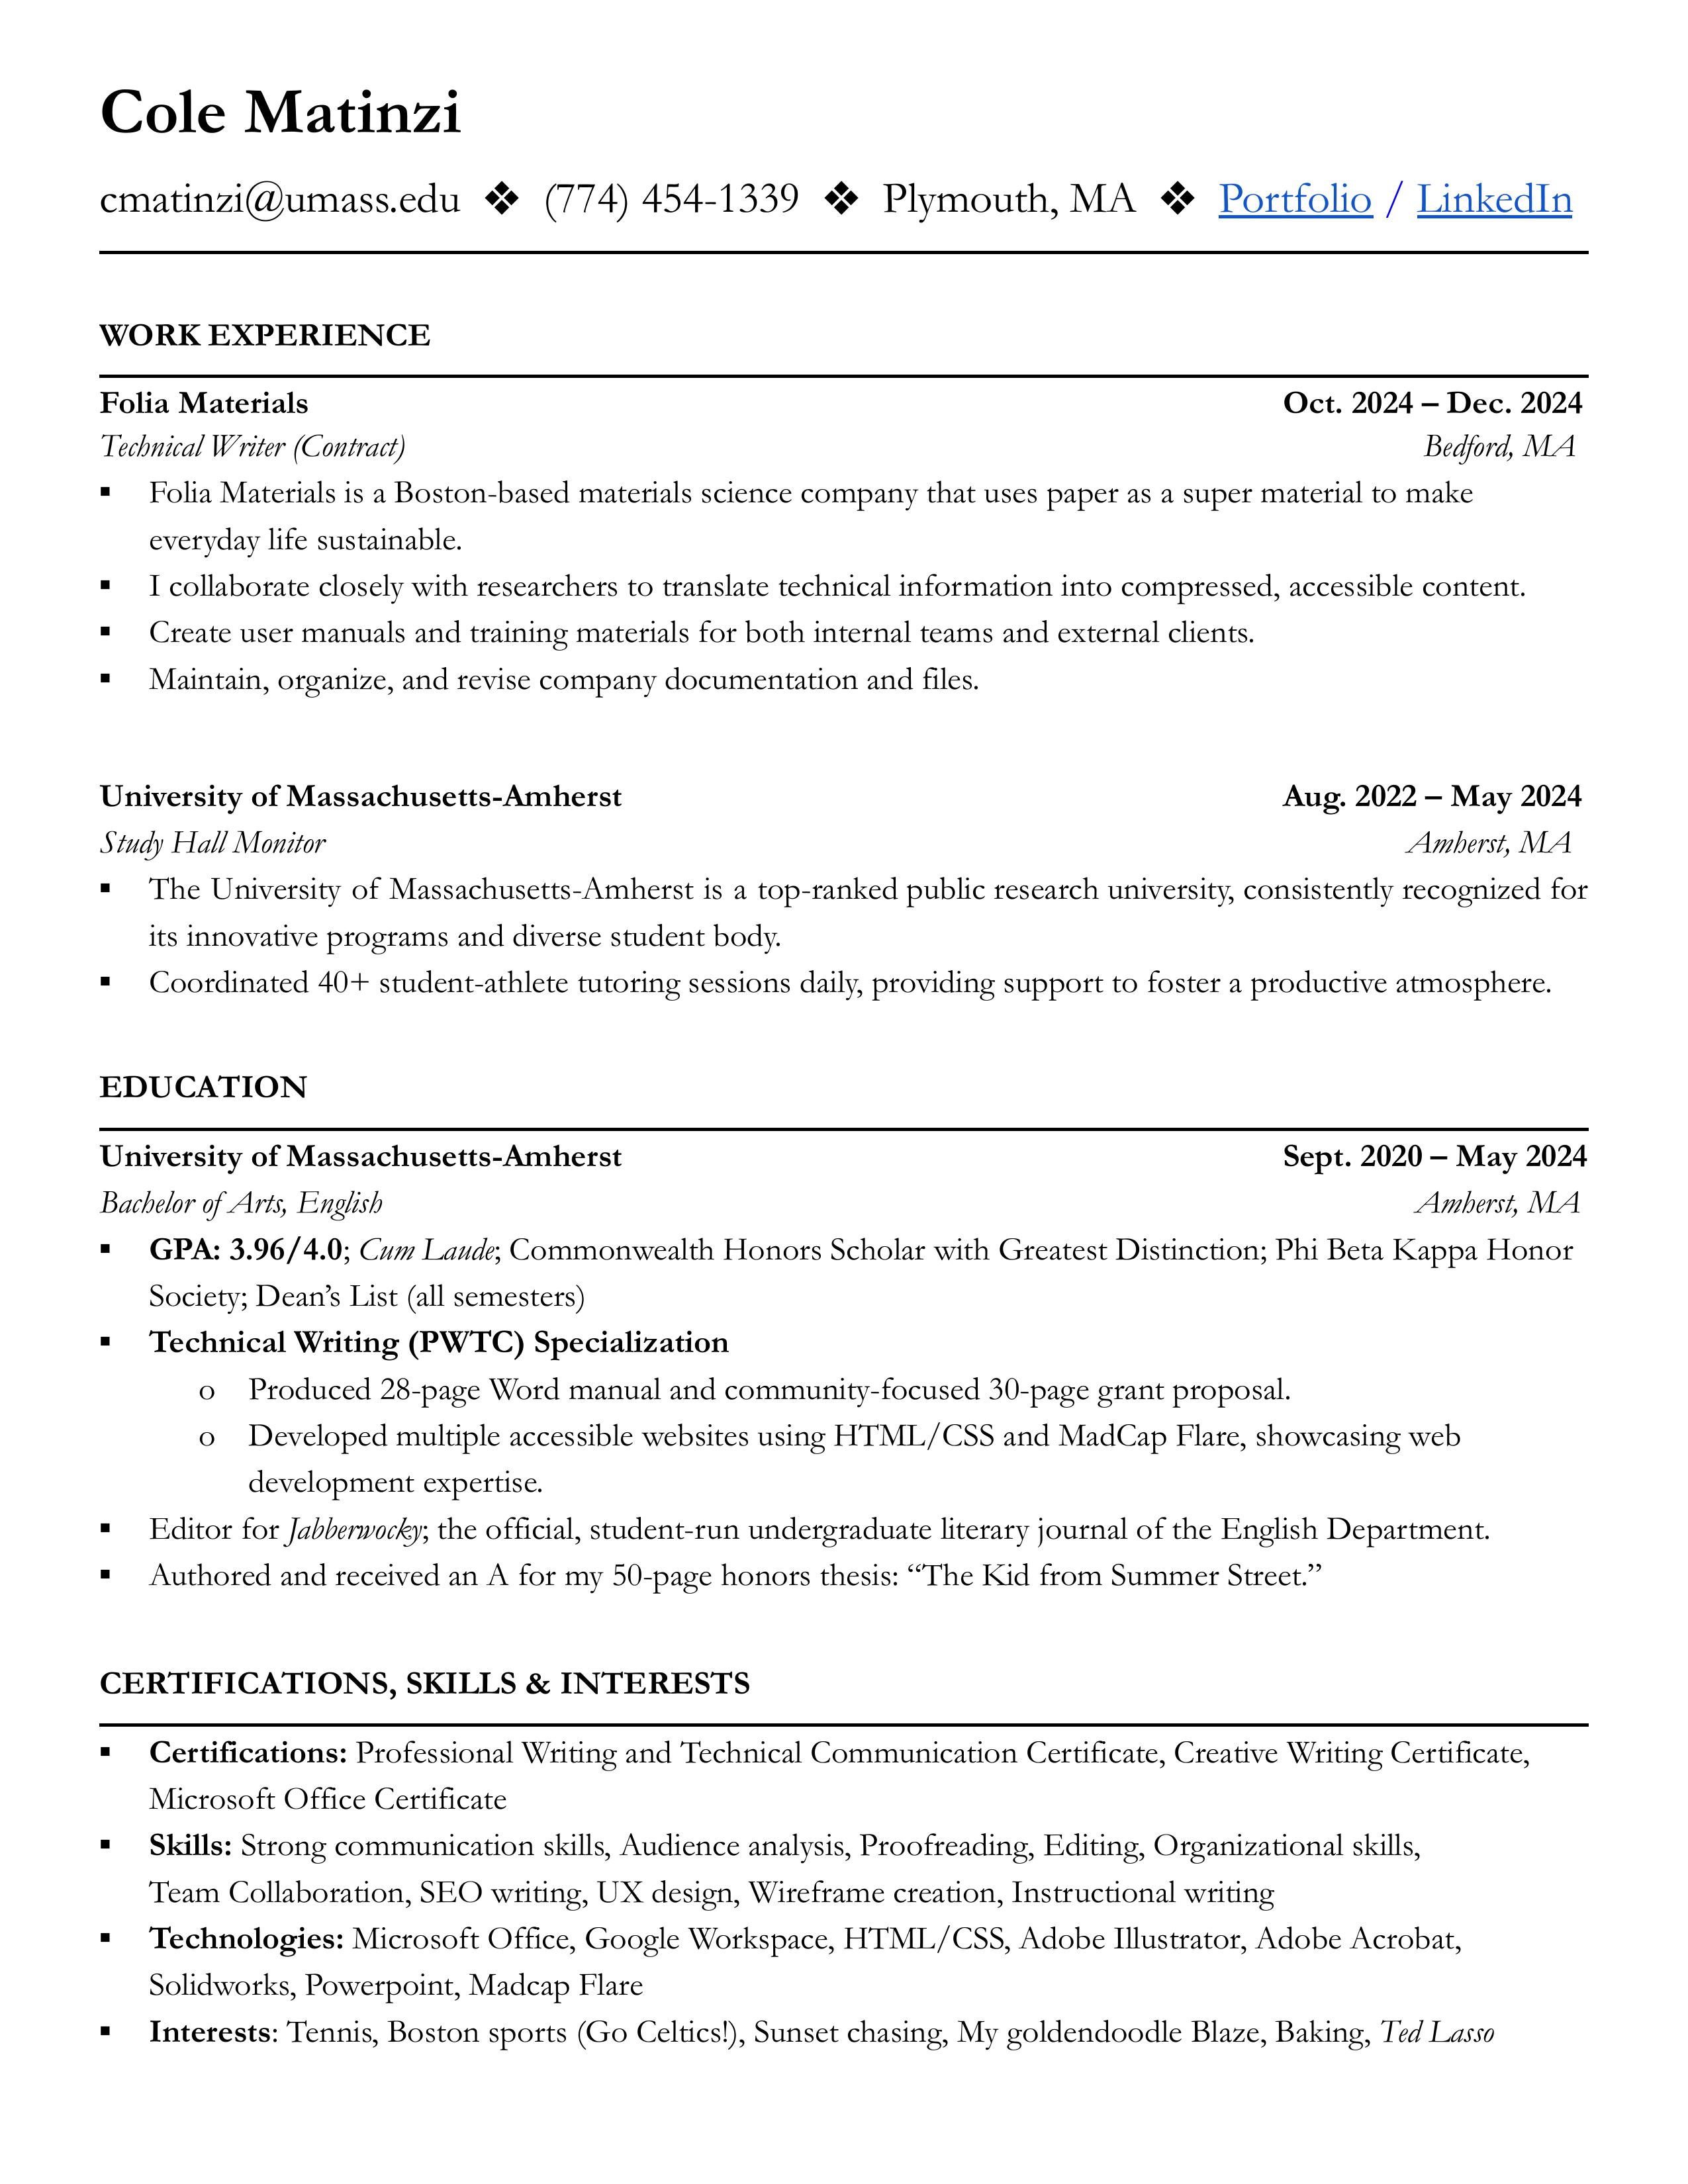 Cole Matinzi
cmatinzi@umass.edu ❖ (774) 454-1339 ❖ Plymouth, MA ❖ Portfolio / LinkedIn
WORK EXPERIENCE
Folia Materials Oct. 2024 – Dec. 2024
Technical Writer (Contract) Bedford, MA
▪ Folia Materials is a Boston-based materials science company that uses paper as a super material to make
everyday life sustainable.
▪ I collaborate closely with researchers to translate technical information into compressed, accessible content.
▪ Create user manuals and training materials for both internal teams and external clients.
▪ Maintain, organize, and revise company documentation and files.
University of Massachusetts-Amherst Aug. 2022 – May 2024
Study Hall Monitor Amherst, MA
▪ The University of Massachusetts-Amherst is a top-ranked public research university, consistently recognized for
its innovative programs and diverse student body.
▪ Coordinated 40+ student-athlete tutoring sessions daily, providing support to foster a productive atmosphere.
EDUCATION
University of Massachusetts-Amherst Sept. 2020 – May 2024
Bachelor of Arts, English Amherst, MA
▪ GPA: 3.96/4.0; Cum Laude; Commonwealth Honors Scholar with Greatest Distinction; Phi Beta Kappa Honor
Society; Dean’s List (all semesters)
▪ Technical Writing (PWTC) Specialization
o Produced 28-page Word manual and community-focused 30-page grant proposal.
o Developed multiple accessible websites using HTML/CSS and MadCap Flare, showcasing web
development expertise.
▪ Editor for Jabberwocky; the official, student-run undergraduate literary journal of the English Department.
▪ Authored and received an A for my 50-page honors thesis: “The Kid from Summer Street.”
CERTIFICATIONS, SKILLS & INTERESTS
▪ Certifications: Professional Writing and Technical Communication Certificate, Creative Writing Certificate,
Microsoft Office Certificate
▪ Skills: Strong communication skills, Audience analysis, Proofreading, Editing, Organizational skills,
Team Collaboration, SEO writing, UX design, Wireframe creation, Instructional writing
▪ Technologies: Microsoft Office, Google Workspace, HTML/CSS, Adobe Illustrator, Adobe Acrobat,
Solidworks, Powerpoint, Madcap Flare
▪ Interests: Tennis, Boston sports (Go Celtics!), Sunset chasing, My goldendoodle Blaze, Baking, Ted Lasso